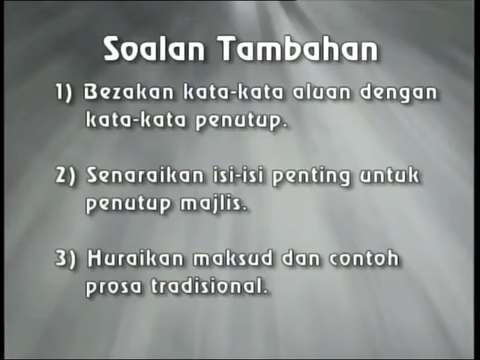 Soalan Tambahan
1) Bezakan kata-kata aluan dengan
kata-kata penutup.
2) Senaraikan isi-isi penting untuk
penutup majlis.
3) Huraikan maksud dan contoh
prosa tradisional.